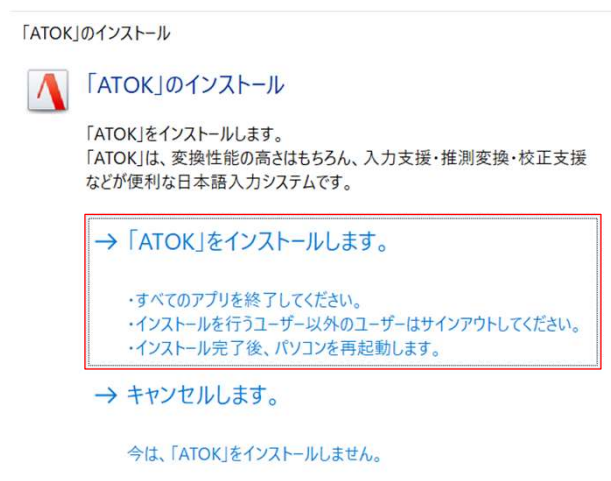 「ATOK」のインストール
「ATOK」のインストール
「ATOK」をインストールします。
「ATOK」は、変換性能の高さはもちろん、入力支援・推測変換・校正支援
などが便利な日本語入力システムです。
→ 「ATOK」をインストールします。
・すべてのアプリを終了してください。
・インストールを行うユーザー以外のユーザーはサインアウトしてください。
・インストール完了後、パソコンを再起動します。
→ キャンセルします。
今は、「ATOK」をインストールしません。